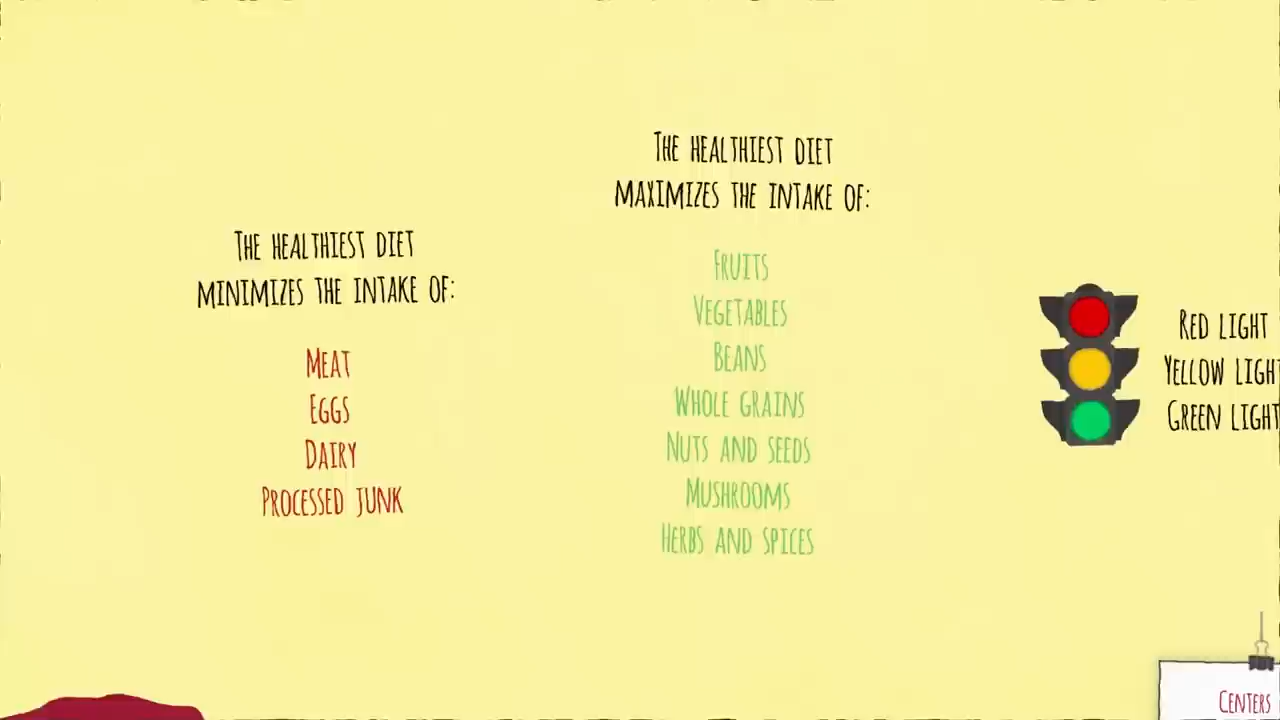 The healthiest diet
minimizes the intake of:
Meat
Eggs
Dairy
Processed junk
The healthiest diet
maximizes the intake of:
Fruits
Vegetables
Beans
Whole grains
Nuts and seeds
Mushrooms
Herbs and spices
Red light
Yellow light
Green light
Centers